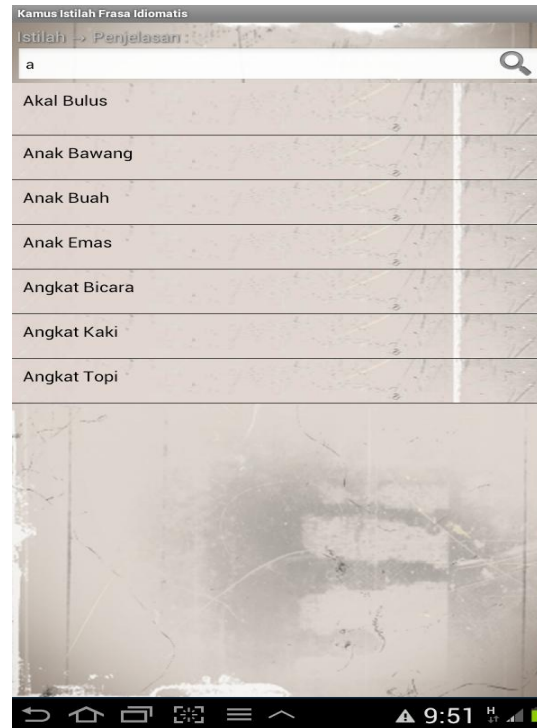 Kamus Istilah Frasa Idiomatis
Istilah → Penjelasan :
a
Akal Bulus
Anak Bawang
Anak Buah
Anak Emas
Angkat Bicara
Angkat Kaki
Angkat Topi
9:51 H